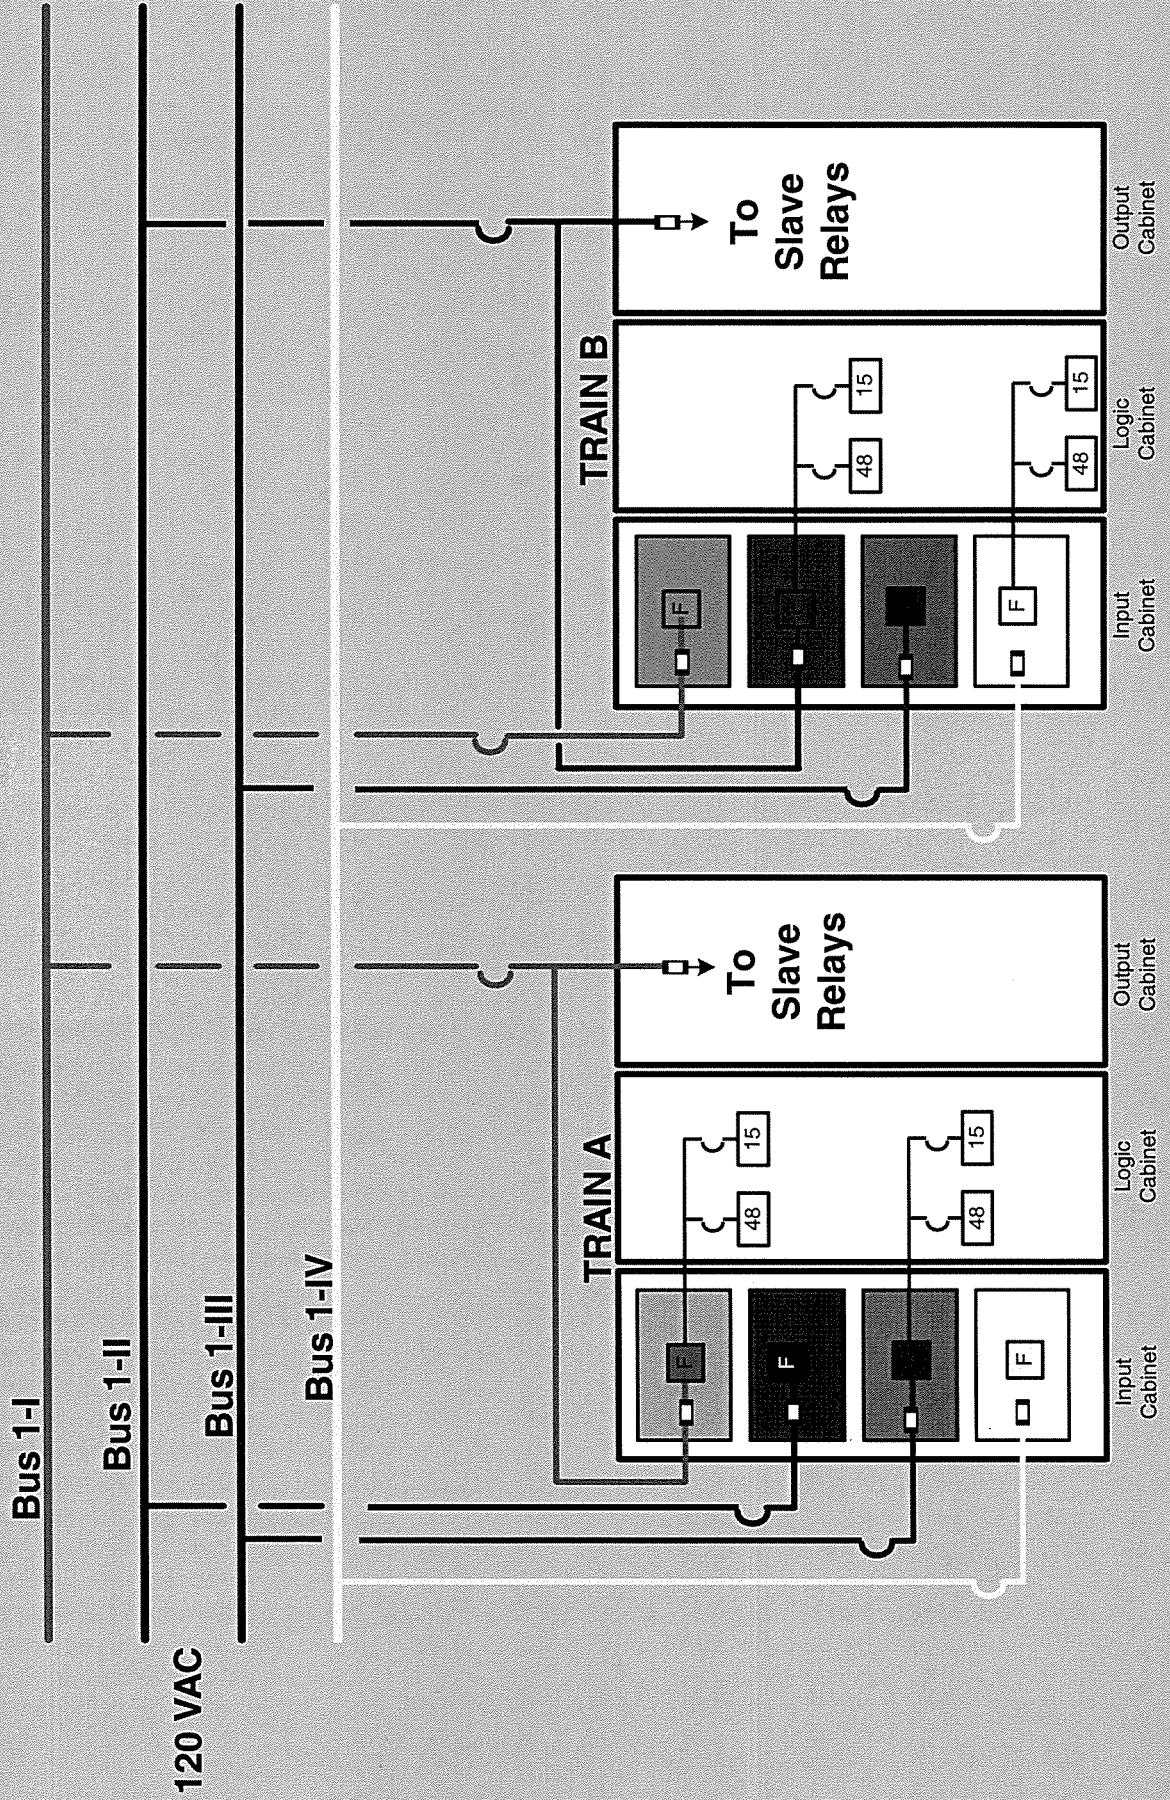 Bus 1-I
Bus 1-II
Bus 1-III
Bus 1-IV
120 VAC
TRAIN A
F
F
F
48
15
48
15
To
Slave
Relays
Input
Cabinet
Logic
Cabinet
Output
Cabinet
TRAIN B
F
F
48
15
48
15
To
Slave
Relays
Input
Cabinet
Logic
Cabinet
Output
Cabinet